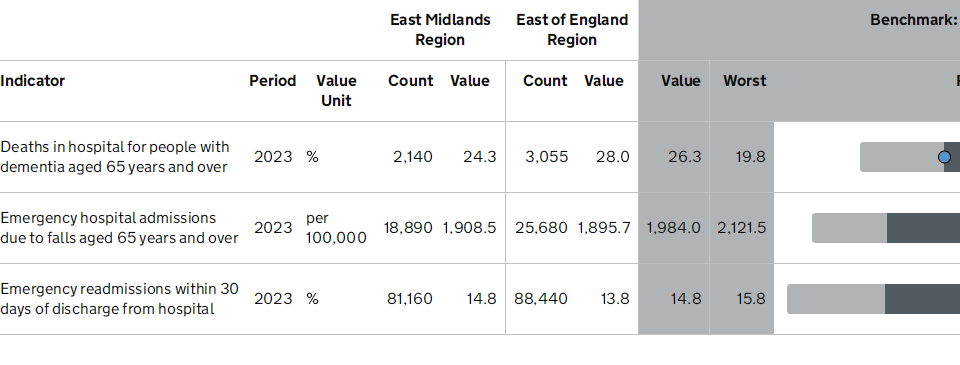 East Midlands Region East of England Region Benchmark:
Indicator Period Value Unit Count Value Count Value Value Worst
Deaths in hospital for people with
dementia aged 65 years and over 2023 % 2,140 24.3 3,055 28.0 26.3 19.8
Emergency hospital admissions
due to falls aged 65 years and over 2023 per 100,000 18,890 1,908.5 25,680 1,895.7 1,984.0 2,121.5
Emergency readmissions within 30
days of discharge from hospital 2023 % 81,160 14.8 88,440 13.8 14.8 15.8